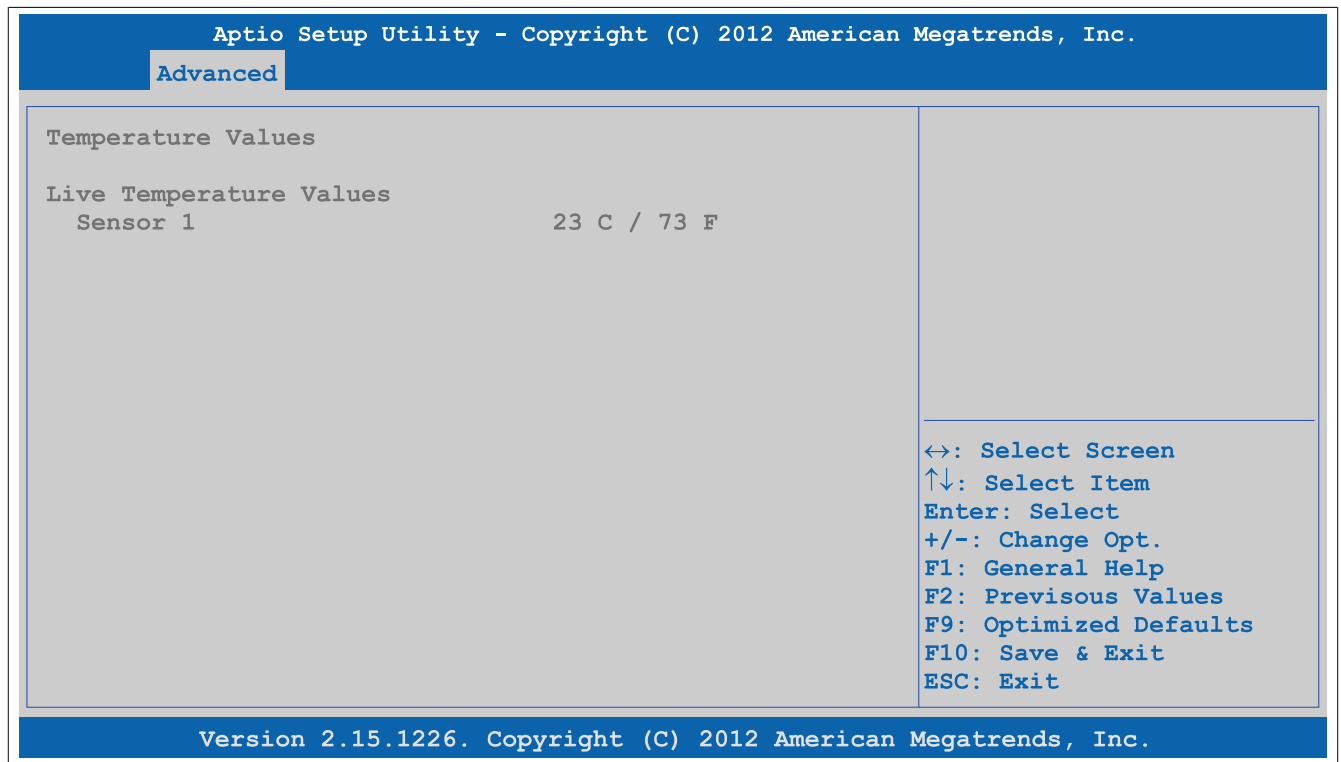 Aptio Setup Utility - Copyright (C) 2012 American Megatrends, Inc.
Advanced
Temperature Values
Live Temperature Values
Sensor 1 23 C / 73 F
↔: Select Screen
↑↓: Select Item
Enter: Select
+/-: Change Opt.
F1: General Help
F2: Previsous Values
F9: Optimized Defaults
F10: Save & Exit
ESC: Exit
Version 2.15.1226. Copyright (C) 2012 American Megatrends, Inc.